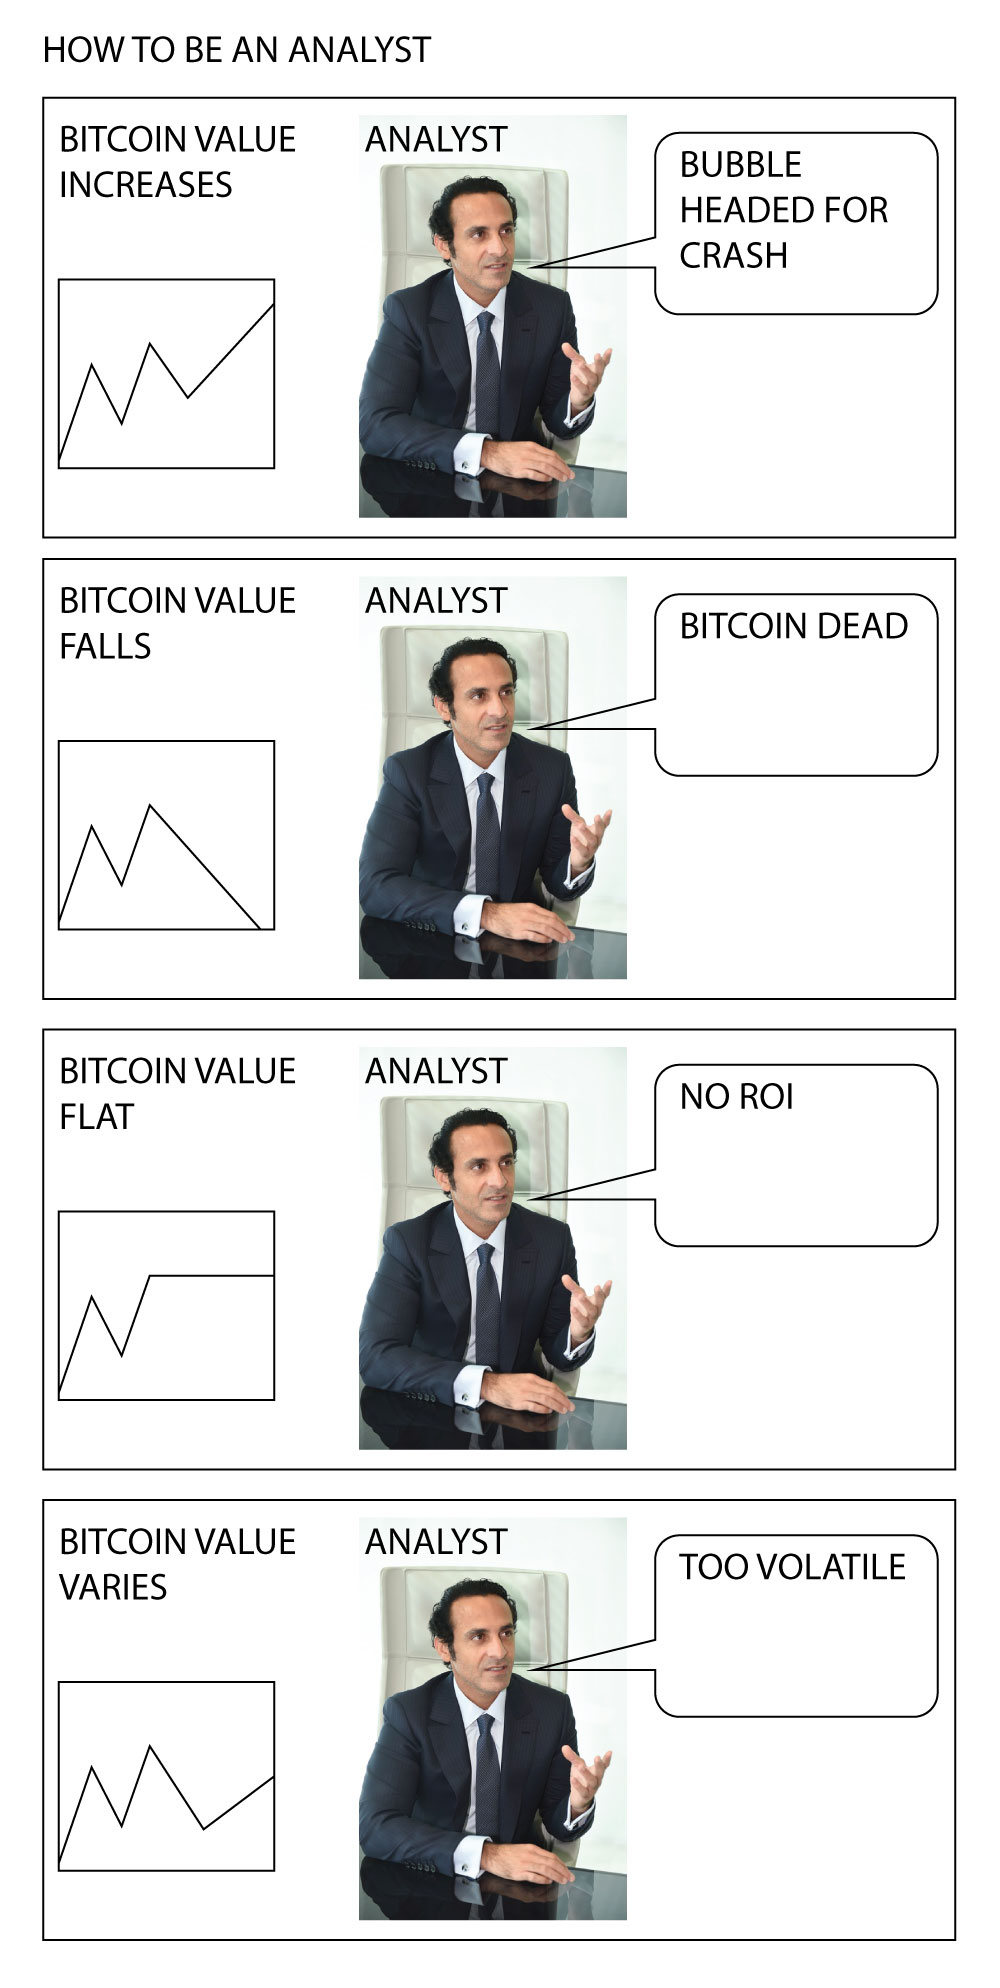 HOW TO BE AN ANALYST
BITCOIN VALUE
INCREASES
ANALYST
BUBBLE
HEADED FOR
CRASH
BITCOIN VALUE
FALLS
ANALYST
BITCOIN DEAD
BITCOIN VALUE
FLAT
ANALYST
NO ROI
BITCOIN VALUE
VARIES
ANALYST
TOO VOLATILE